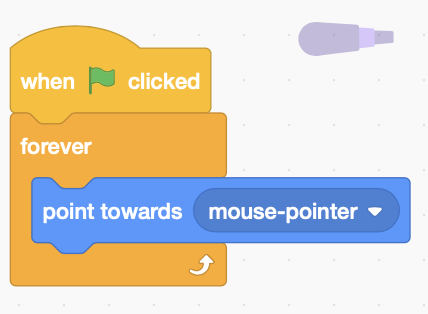 when clicked
forever
point towards mouse-pointer